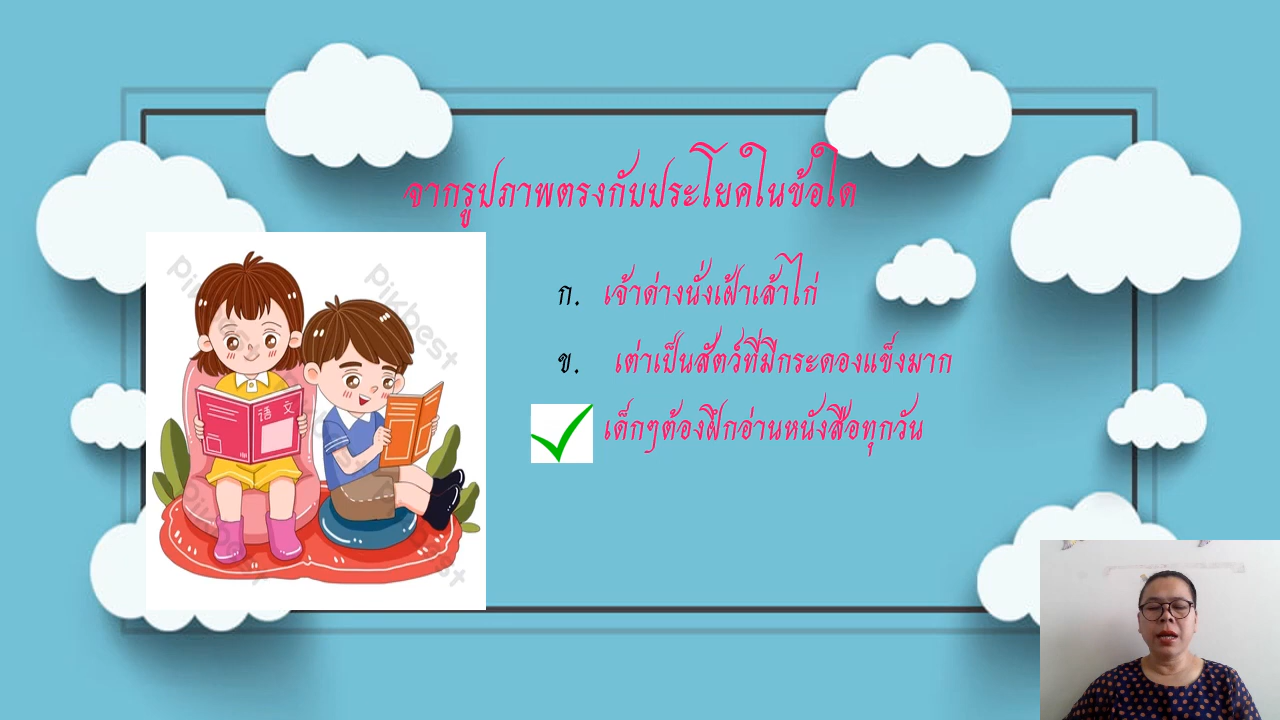 จากรูปภาพตรงกับประโยคในข้อใด
ก. เจ้าด่างนั่งเฝ้าเล้าไก่
ข. เต่าเป็นสัตว์ที่มีกระดองแข็งมาก
เด็กๆต้องฝึกอ่านหนังสือทุกวัน
语文
pikbest